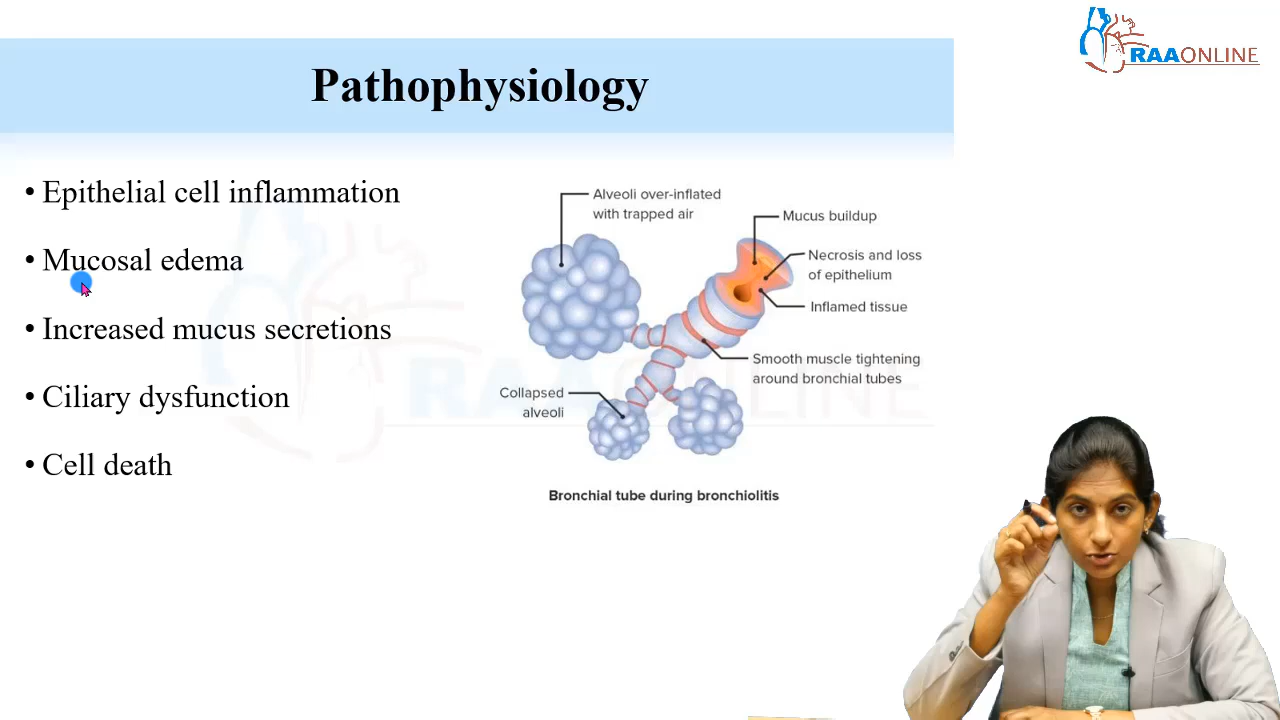 RAAONLINE
Pathophysiology
• Epithelial cell inflammation
• Mucosal edema
• Increased mucus secretions
• Ciliary dysfunction
• Cell death
Alveoli over-inflated
with trapped air
Mucus buildup
Necrosis and loss
of epithelium
Inflamed tissue
Smooth muscle tightening
around bronchial tubes
Collapsed
alveoli
Bronchial tube during bronchiolitis
RAAONLINE